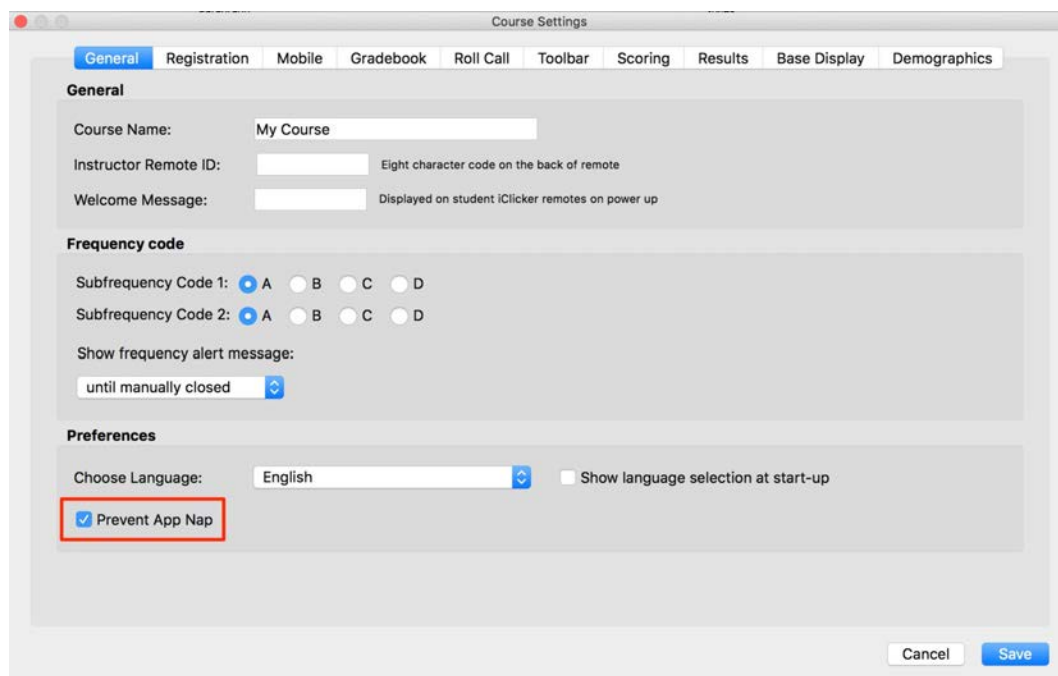 Course Settings
General Registration Mobile Gradebook Roll Call Toolbar Scoring Results Base Display Demographics
General
Course Name: My Course
Instructor Remote ID: Eight character code on the back of remote
Welcome Message: Displayed on student iClicker remotes on power up
Frequency code
Subfrequency Code 1: A B C D
Subfrequency Code 2: A B C D
Show frequency alert message:
until manually closed
Preferences
Choose Language: English Show language selection at start-up
Prevent App Nap
Cancel Save